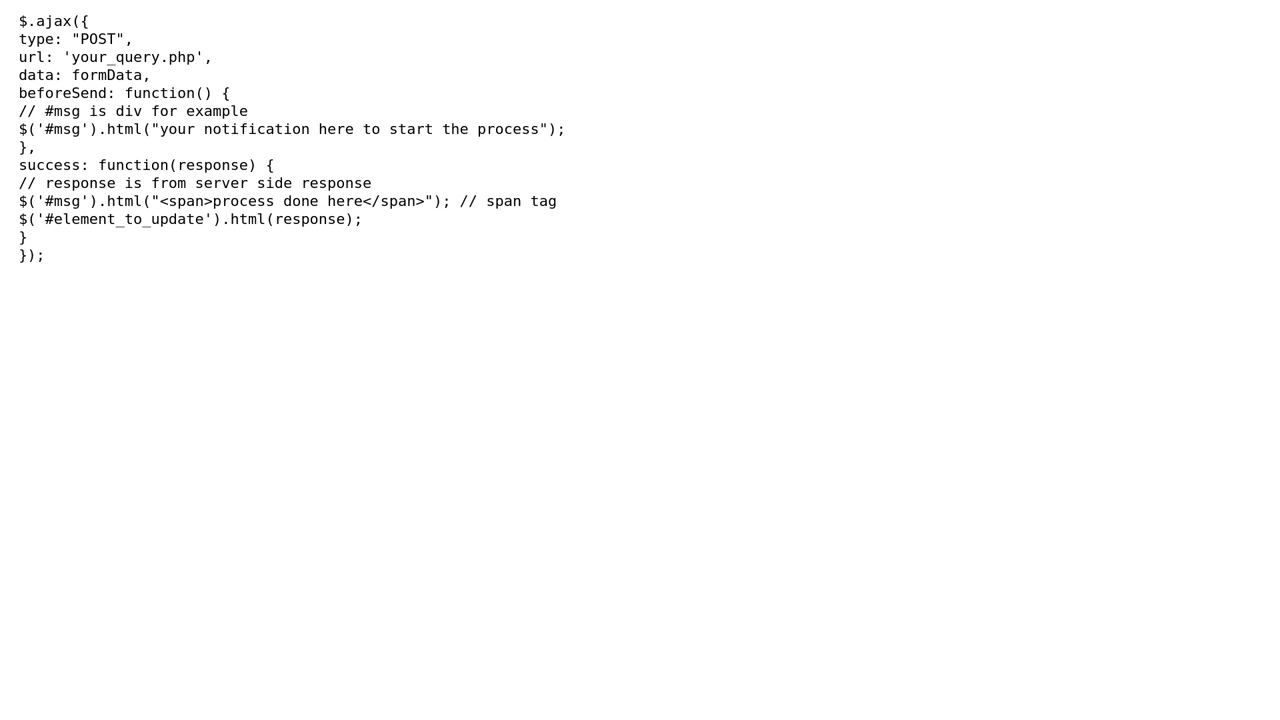 $.ajax({
type: "POST",
url: 'your_query.php',
data: formData,
beforeSend: function() {
// #msg is div for example
$('#msg').html("your notification here to start the process");
},
success: function(response) {
// response is from server side response
$('#msg').html("<span>process done here</span>"); // span tag
$('#element_to_update').html(response);
}
});